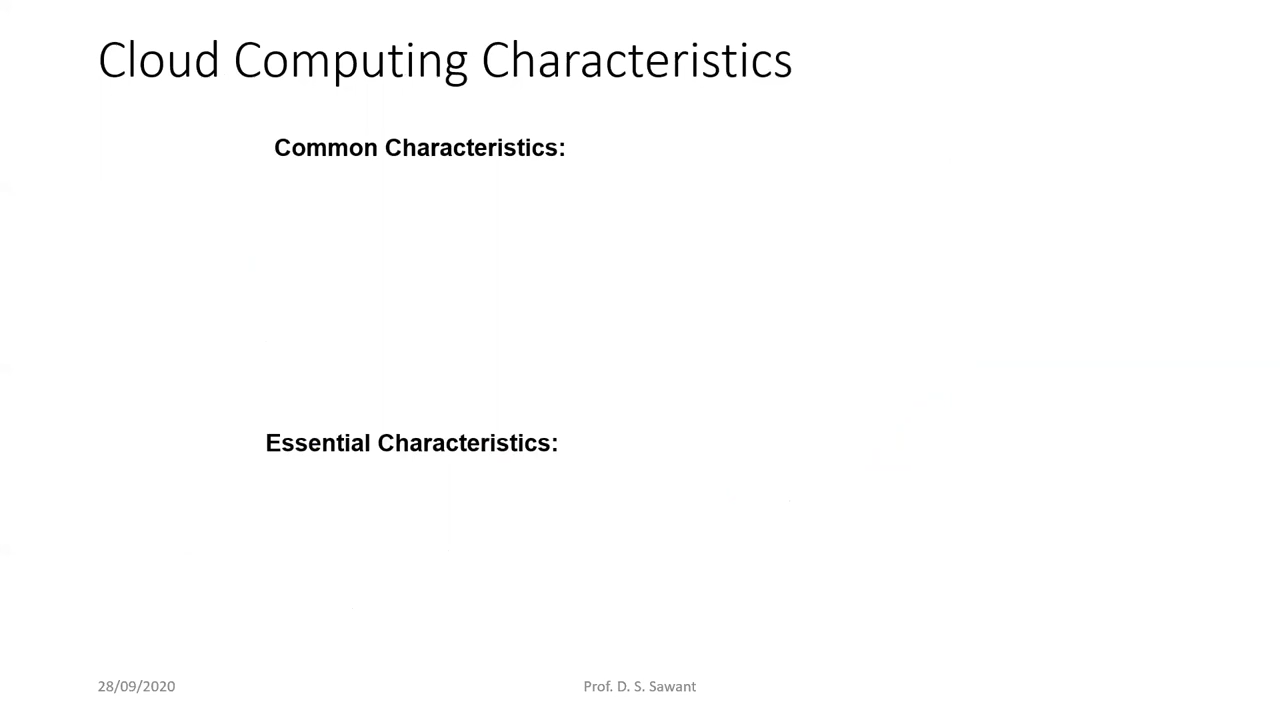 Cloud Computing Characteristics
Common Characteristics:
Essential Characteristics:
28/09/2020
Prof. D. S. Sawant